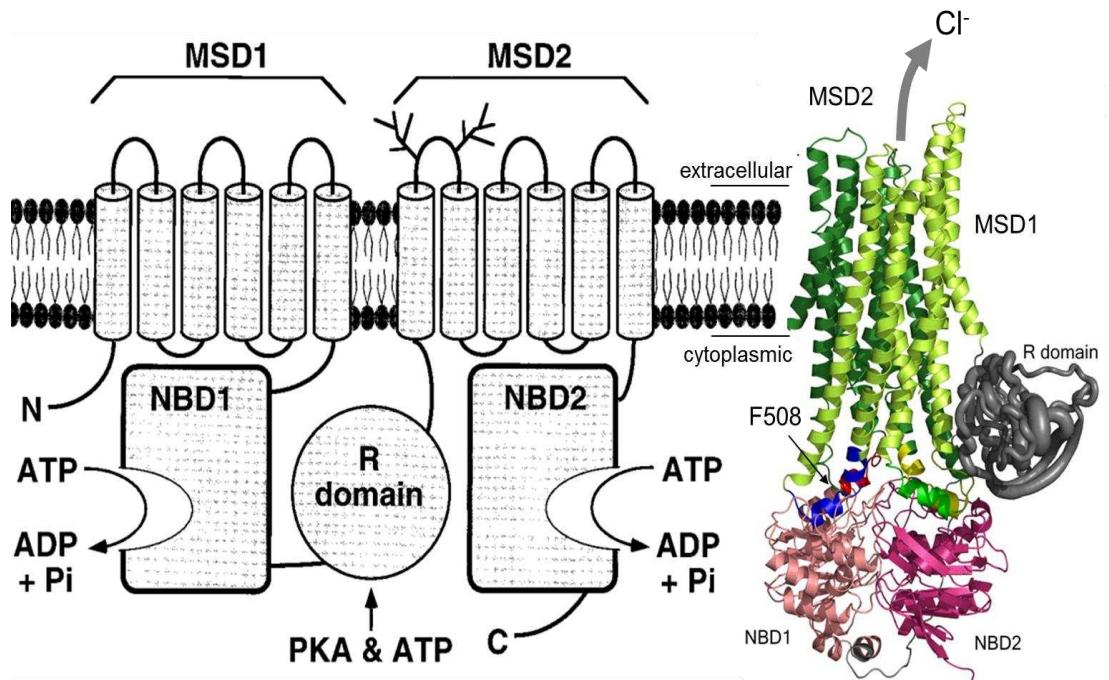 MSD1
MSD2
N
NBD1
ATP
ADP
+ Pi
R
domain
PKA & ATP
NBD2
ATP
ADP
+ Pi
C
Cl-
MSD2
extracellular
MSD1
cytoplasmic
R domain
F508
NBD1
NBD2